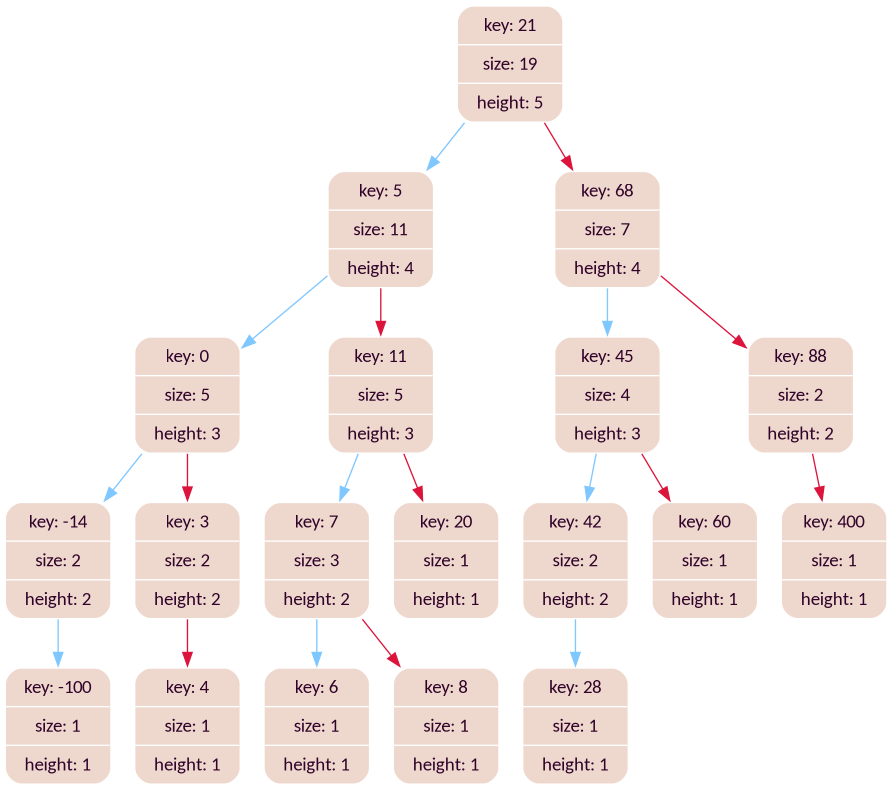 key: 21
size: 19
height: 5
key: 5
size: 11
height: 4
key: 68
size: 7
height: 4
key: 0
size: 5
height: 3
key: 11
size: 5
height: 3
key: 45
size: 4
height: 3
key: 88
size: 2
height: 2
key: -14
size: 2
height: 2
key: 3
size: 2
height: 2
key: 7
size: 3
height: 2
key: 20
size: 1
height: 1
key: 42
size: 2
height: 2
key: 60
size: 1
height: 1
key: 400
size: 1
height: 1
key: -100
size: 1
height: 1
key: 4
size: 1
height: 1
key: 6
size: 1
height: 1
key: 8
size: 1
height: 1
key: 28
size: 1
height: 1